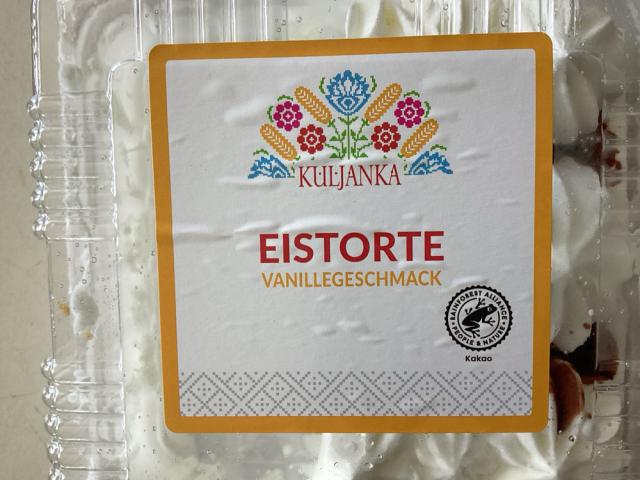 KULJANKA
EISTORTE
VANILLEGESCHMACK
RAINFOREST ALLIANCE
PEOPLE & NATURE
Kakao